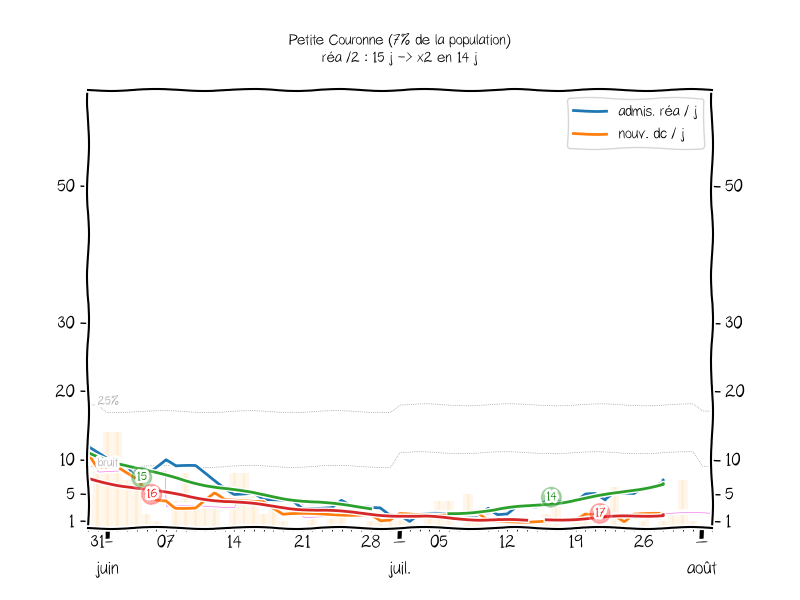 Petite Couronne (7% de la population)
réa /2 : 15 j -> x2 en 14 j
admis. réa / j
nouv. dc / j
50 50
30 30
20 20
25%
10 10
bruit
15
16
14
17
5 5
1 1
31 07 14 21 28 05 12 19 26
juin juil. août